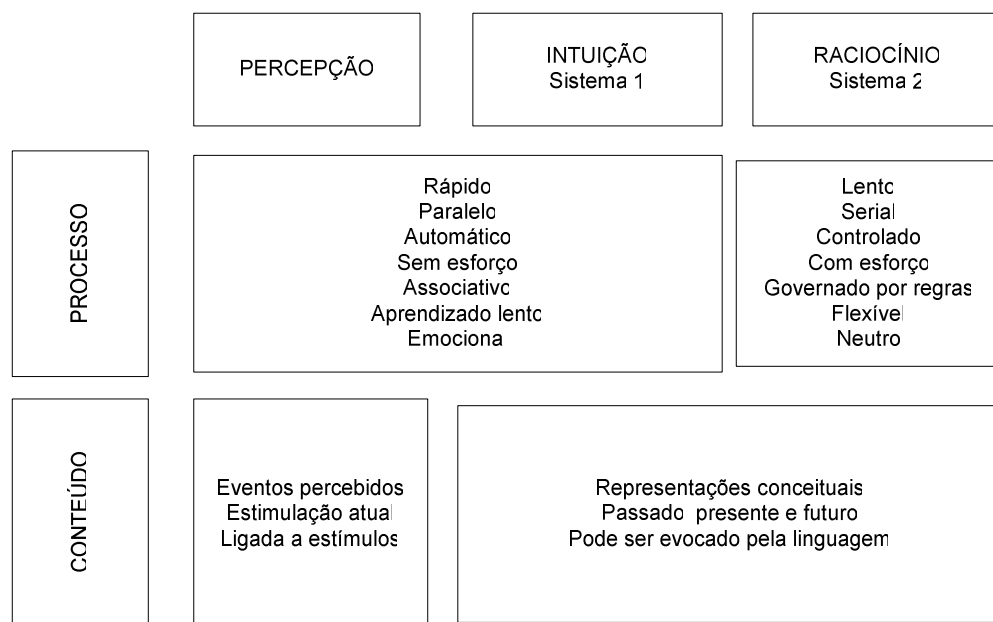 PERCEPÇÃO
INTUIÇÃO
Sistema 1
RACIOCÍNIO
Sistema 2
PROCESSO
Rápido
Paralelo
Automático
Sem esforço
Associativo
Aprendizado lento
Emociona
Lento
Serial
Controlado
Com esforço
Governado por regras
Flexível
Neutro
CONTEÚDO
Eventos percebidos
Estimulação atual
Ligada a estímulos
Representações conceituais
Passado presente e futuro
Pode ser evocado pela linguagem